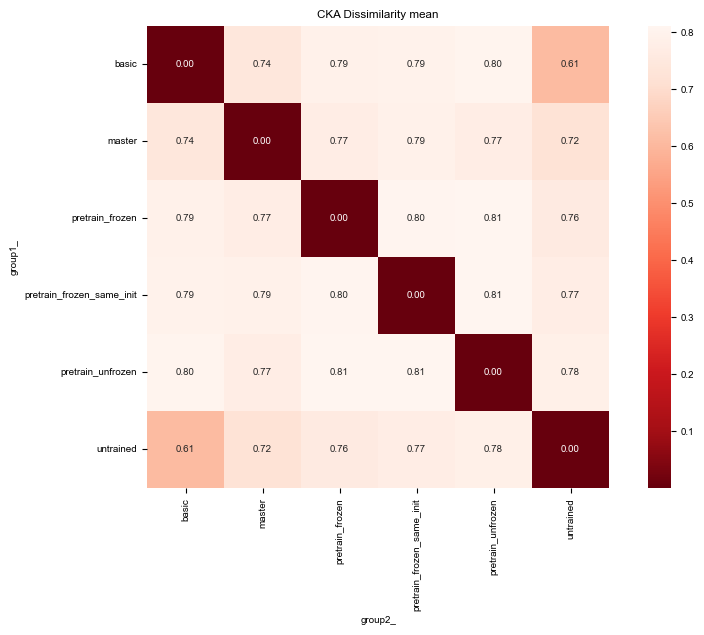 CKA Dissimilarity mean
basic 0.00 0.74 0.79 0.79 0.80 0.61
master 0.74 0.00 0.77 0.79 0.77 0.72
pretrain_frozen 0.79 0.77 0.00 0.80 0.81 0.76
pretrain_frozen_same_init 0.79 0.79 0.80 0.00 0.81 0.77
pretrain_unfrozen 0.80 0.77 0.81 0.81 0.00 0.78
untrained 0.61 0.72 0.76 0.77 0.78 0.00
group1_
basic
master
pretrain_frozen
pretrain_frozen_same_init
pretrain_unfrozen
untrained
group2_
0.8
0.7
0.6
0.5
0.4
0.3
0.2
0.1